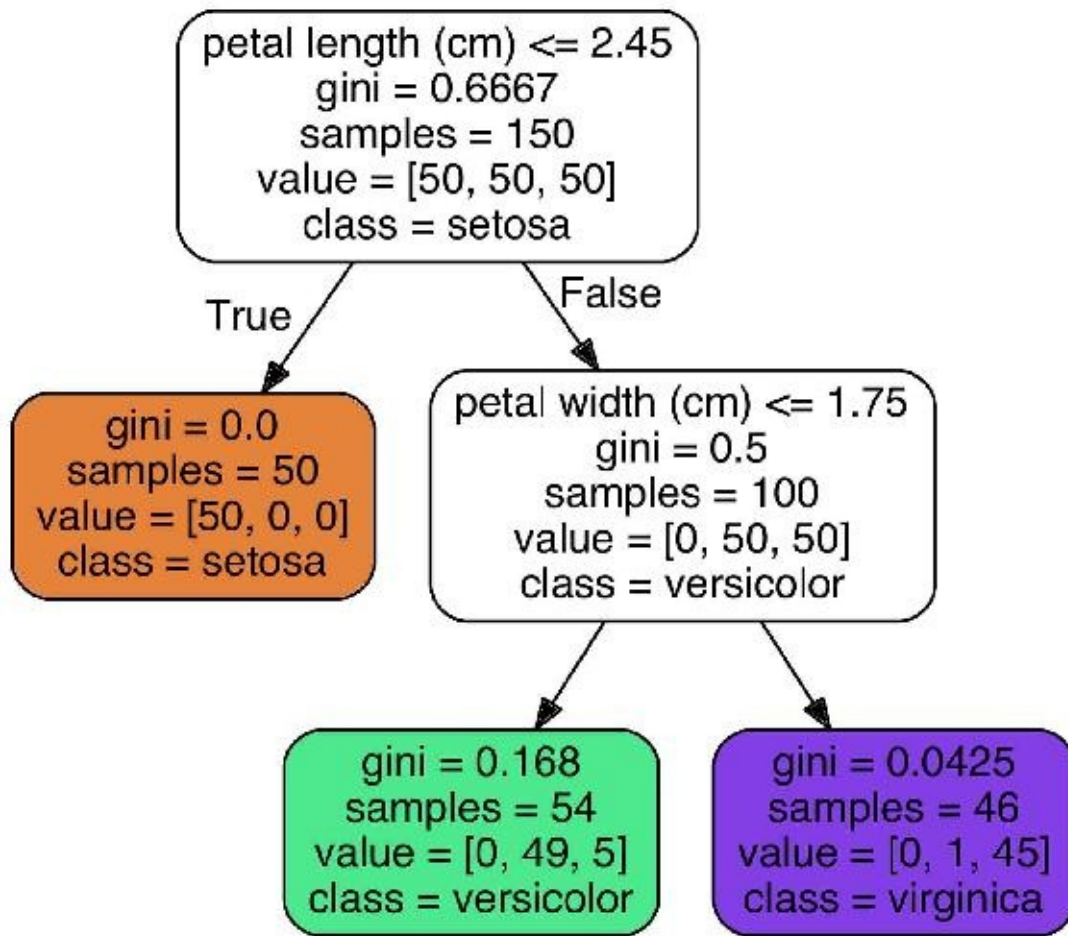 petal length (cm) <= 2.45
gini = 0.6667
samples = 150
value = [50, 50, 50]
class = setosa
True
False
gini = 0.0
samples = 50
value = [50, 0, 0]
class = setosa
petal width (cm) <= 1.75
gini = 0.5
samples = 100
value = [0, 50, 50]
class = versicolor
gini = 0.168
samples = 54
value = [0, 49, 5]
class = versicolor
gini = 0.0425
samples = 46
value = [0, 1, 45]
class = virginica